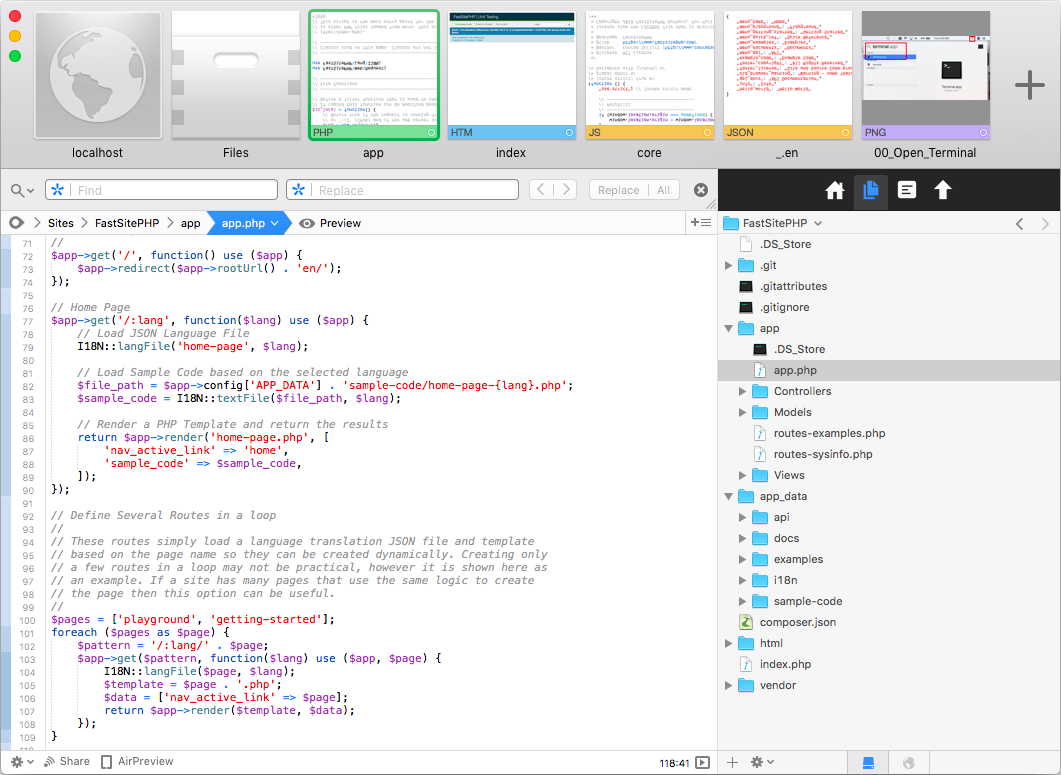 PHP
HTM
JS
JSON
PNG
localhost
Files
app
index
core
_.en
00_Open_Terminal
Find
Replace
Replace
All
Sites
FastSitePHP
app
app.php
Preview
FastSitePHP
71 //
72 $app->get('/', function() use ($app) {
73 $app->redirect($app->rootUrl() . 'en/');
74 });
75
76 // Home Page
77 $app->get('/:lang', function($lang) use ($app) {
78 // Load JSON Language File
79 I18N::langFile('home-page', $lang);
80
81 // Load Sample Code based on the selected language
82 $file_path = $app->config['APP_DATA'] . 'sample-code/home-page-{lang}.php';
83 $sample_code = I18N::textFile($file_path, $lang);
84
85 // Render a PHP Template and return the results
86 return $app->render('home-page.php', [
87 'nav_active_link' => 'home',
88 'sample_code' => $sample_code,
89 ]);
90 });
91
92 // Define Several Routes in a loop
93 //
94 // These routes simply load a language translation JSON file and template
95 // based on the page name so they can be created dynamically. Creating only
96 // a few routes in a loop may not be practical, however it is shown here as
97 // an example. If a site has many pages that use the same logic to create
98 // the page then this option can be useful.
99 //
100 $pages = ['playground', 'getting-started'];
101 foreach ($pages as $page) {
102 $pattern = '/:lang/' . $page;
103 $app->get($pattern, function($lang) use ($app, $page) {
104 I18N::langFile($page, $lang);
105 $template = $page . '.php';
106 $data = ['nav_active_link' => $page];
107 return $app->render($template, $data);
108 });
109 }
.DS_Store
.git
.gitattributes
.gitignore
app
.DS_Store
app.php
Controllers
Models
routes-examples.php
routes-sysinfo.php
Views
app_data
api
docs
examples
i18n
sample-code
composer.json
html
index.php
vendor
Share
AirPreview
118:41